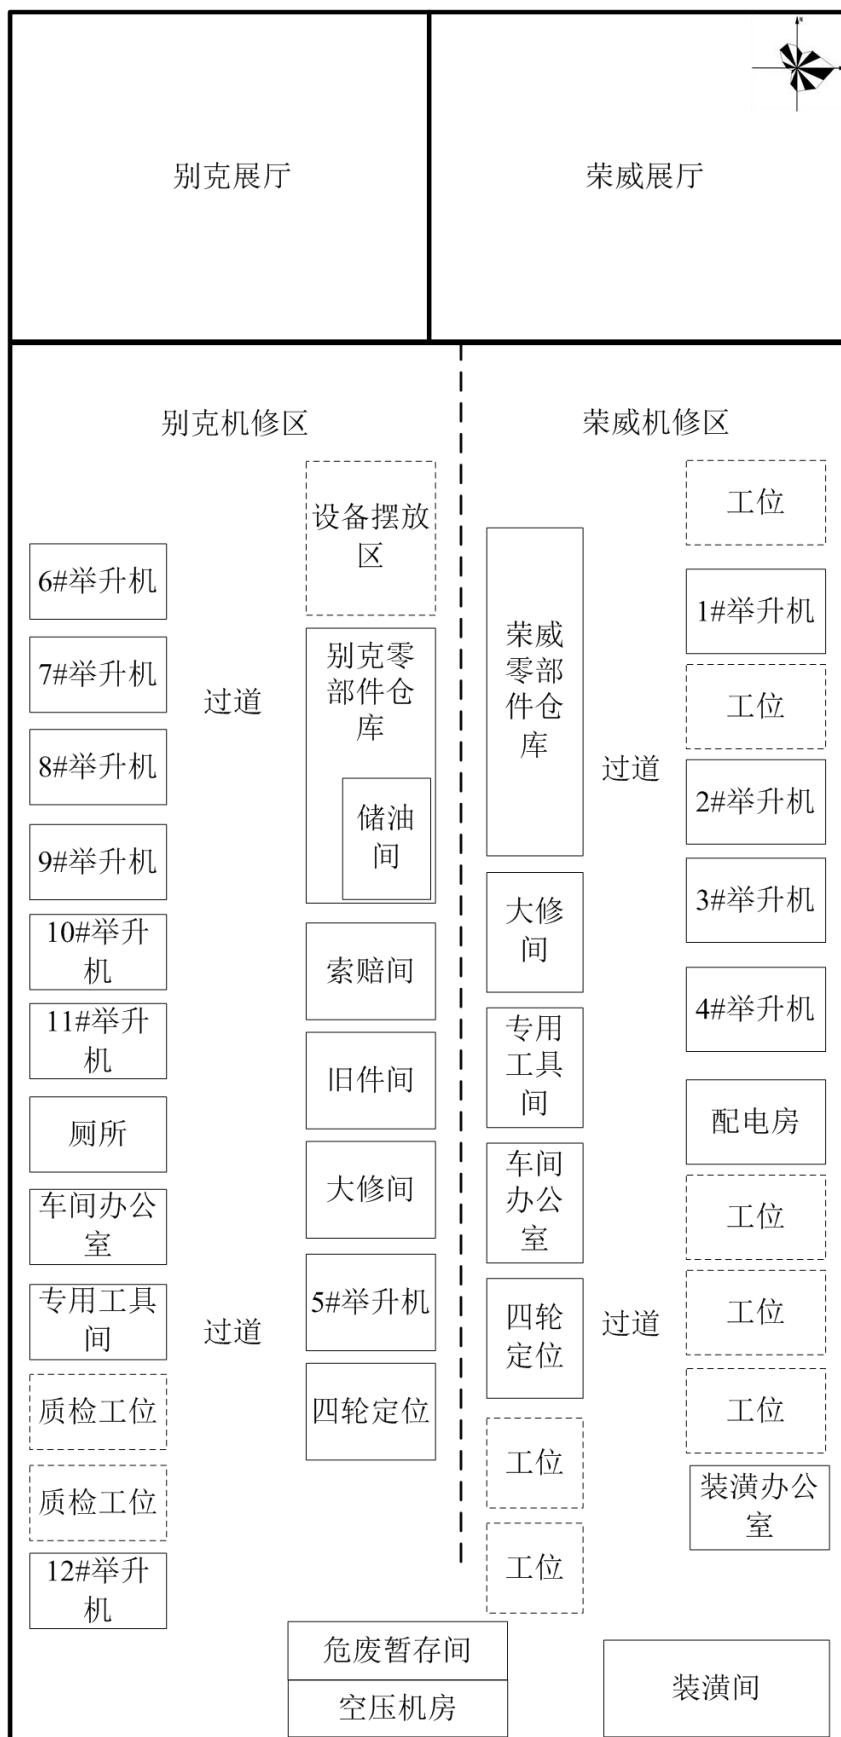 N
别克展厅
荣威展厅
别克机修区
荣威机修区
设备摆放
区
工位
6#举升机
7#举升机
8#举升机
9#举升机
10#举升
机
11#举升
机
厕所
车间办公
室
专用工具
间
质检工位
质检工位
12#举升
机
过道
过道
别克零
部件仓
库
储油
间
索赔间
旧件间
大修间
5#举升机
四轮定位
荣威
零部
件仓
库
大修
间
专用
工具
间
车间
办公
室
四轮
定位
工位
工位
过道
过道
1#举升机
工位
2#举升机
3#举升机
4#举升机
配电房
工位
工位
工位
装潢办公
室
危废暂存间
空压机房
装潢间